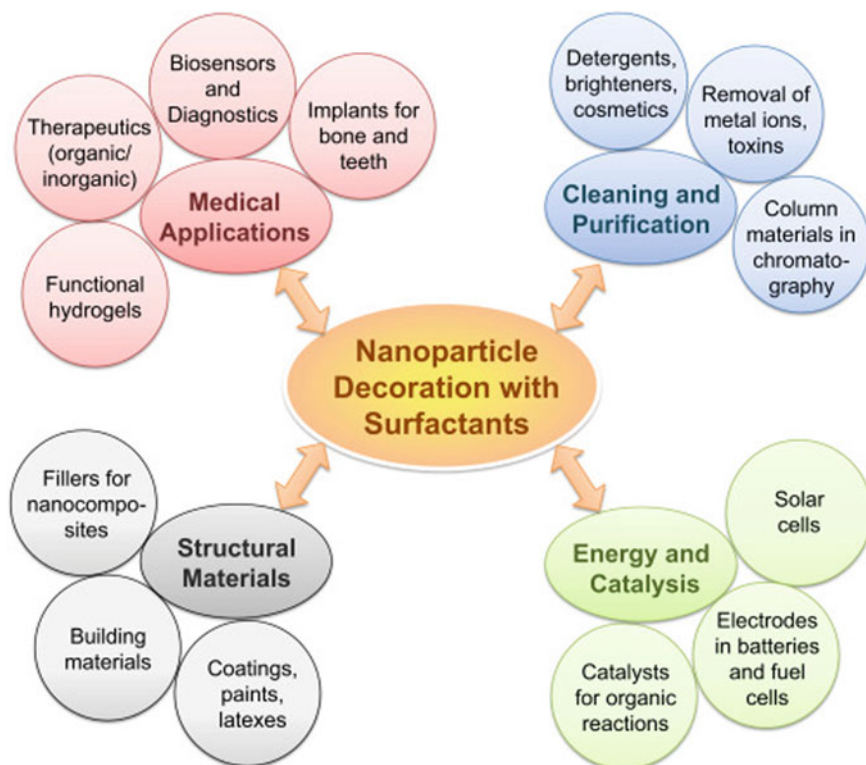 Biosensors
and
Diagnostics
Therapeutics
(organic/
inorganic)
Implants for
bone and
teeth
Medical
Applications
Functional
hydrogels
Detergents,
brighteners,
cosmetics
Removal of
metal ions,
toxins
Cleaning and
Purification
Column
materials in
chromato-
graphy
Nanoparticle
Decoration with
Surfactants
Fillers for
nanocompo-
sites
Structural
Materials
Building
materials
Coatings,
paints,
latexes
Solar
cells
Energy and
Catalysis
Electrodes
in batteries
and fuel
cells
Catalysts
for organic
reactions